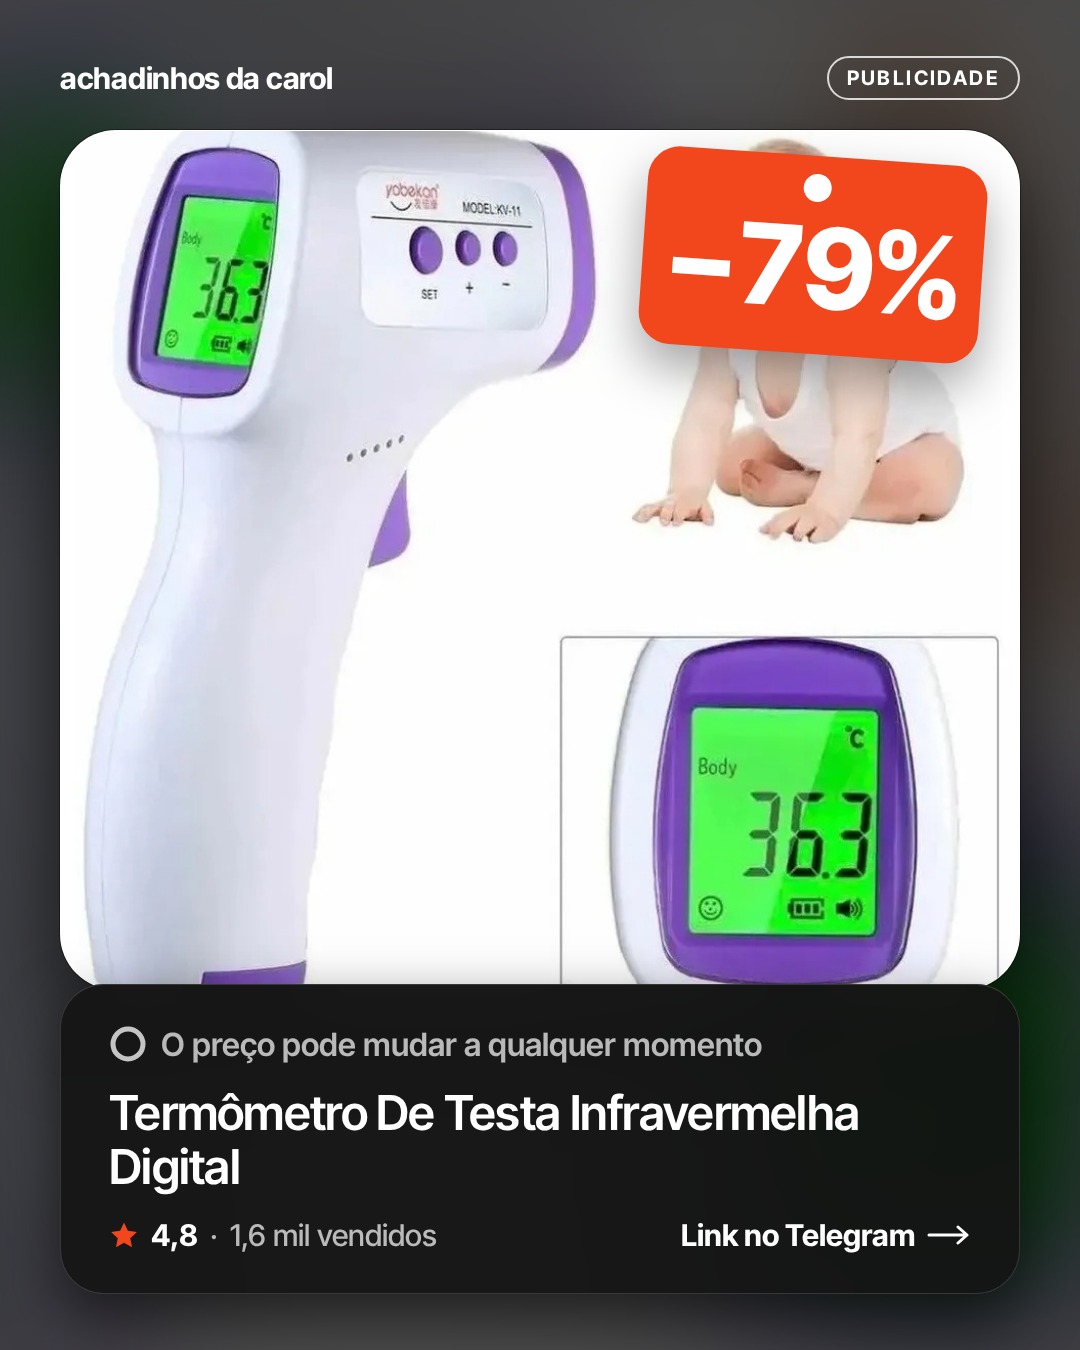 achadinhos da carol
PUBLICIDADE
-79%
yobekan
MODEL:KV-11
SET
+
-
°C
Body
36.3
°C
Body
36.3
O preço pode mudar a qualquer momento
Termômetro De Testa Infravermelha
Digital
4,8 · 1,6 mil vendidos
Link no Telegram →